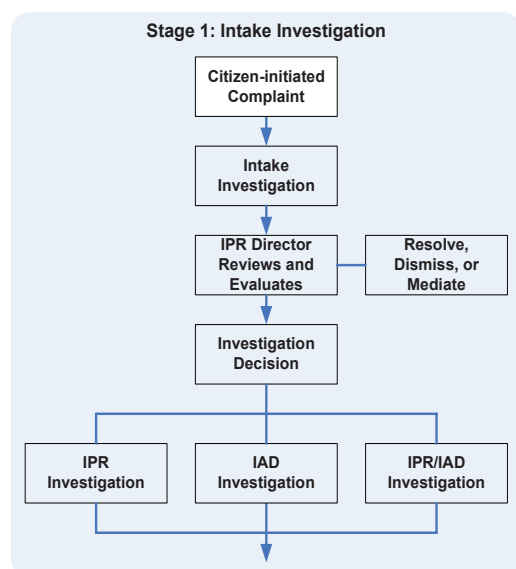 Stage 1: Intake Investigation
Citizen-initiated
Complaint
Intake
Investigation
IPR Director
Reviews and
Evaluates
Resolve,
Dismiss, or
Mediate
Investigation
Decision
IPR
Investigation
IAD
Investigation
IPR/IAD
Investigation